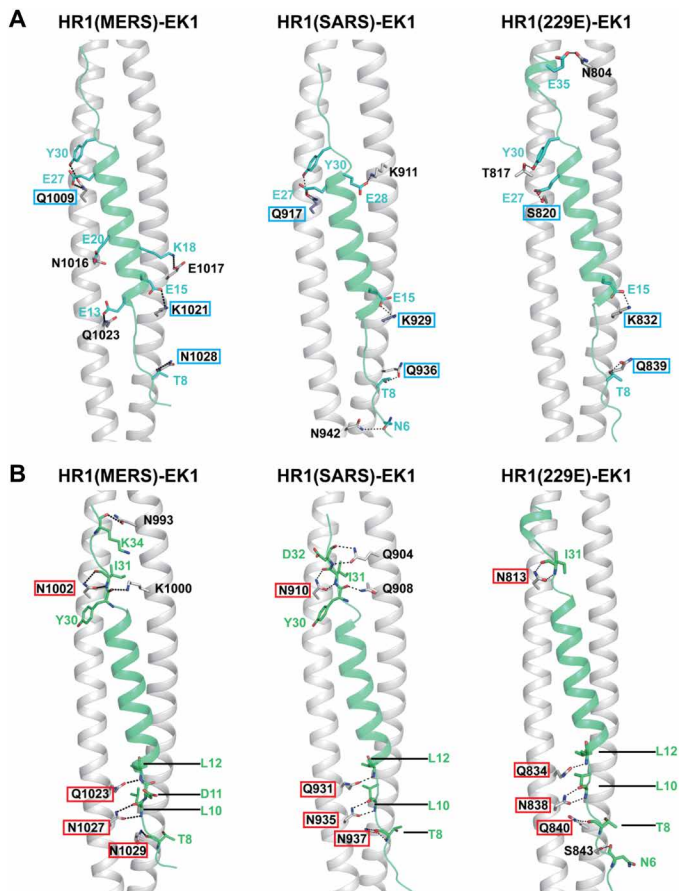 A
HR1(MERS)-EK1
HR1(SARS)-EK1
HR1(229E)-EK1
Y30
E27
Q1009
E20
N1016
K18
E1017
E15
K1021
E13
Q1023
N1028
T8
Y30
K911
E27
E28
Q917
E15
K929
Q936
T8
N942
N6
N804
E35
Y30
T817
E27
S820
E15
K832
Q839
T8
B
HR1(MERS)-EK1
HR1(SARS)-EK1
HR1(229E)-EK1
N993
K34
I31
N1002
K1000
Y30
L12
Q1023
D11
L10
N1027
T8
N1029
D32
Q904
I31
N910
Q908
Y30
L12
Q931
L10
N935
T8
N937
I31
N813
L12
Q834
L10
N838
Q840
T8
S843
N6